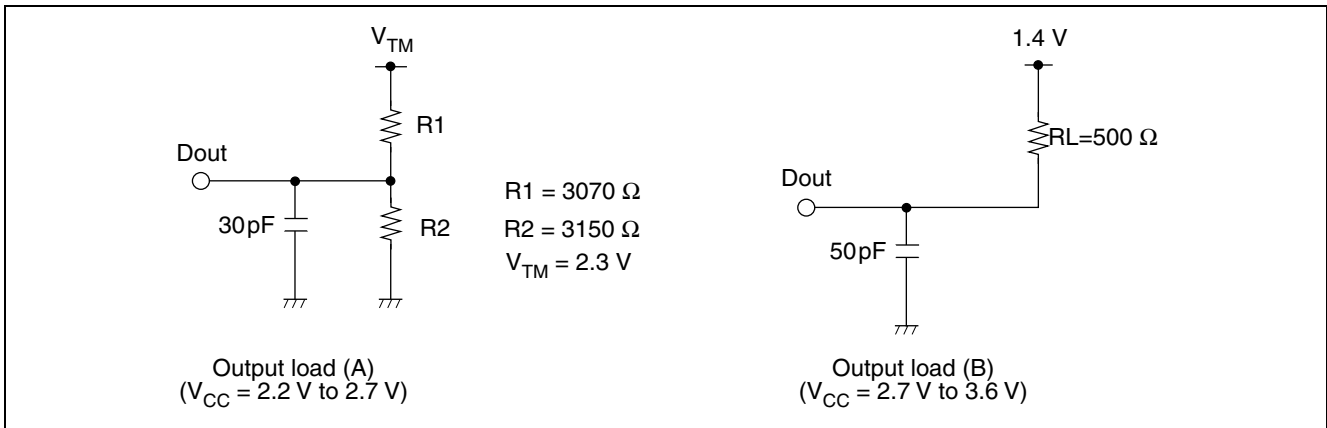 V_TM
R1
Dout
30pF
R2
R1 = 3070 Ω
R2 = 3150 Ω
V_TM = 2.3 V
Output load (A)
(V_CC = 2.2 V to 2.7 V)
1.4 V
RL=500 Ω
Dout
50pF
Output load (B)
(V_CC = 2.7 V to 3.6 V)